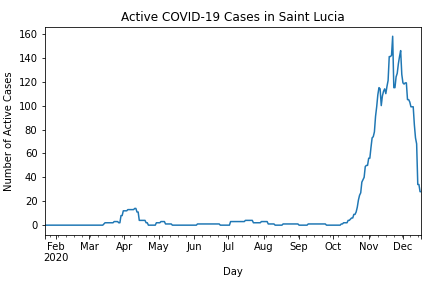 Active COVID-19 Cases in Saint Lucia
Number of Active Cases
160
140
120
100
80
60
40
20
0
Feb Mar Apr May Jun Jul Aug Sep Oct Nov Dec
2020
Day